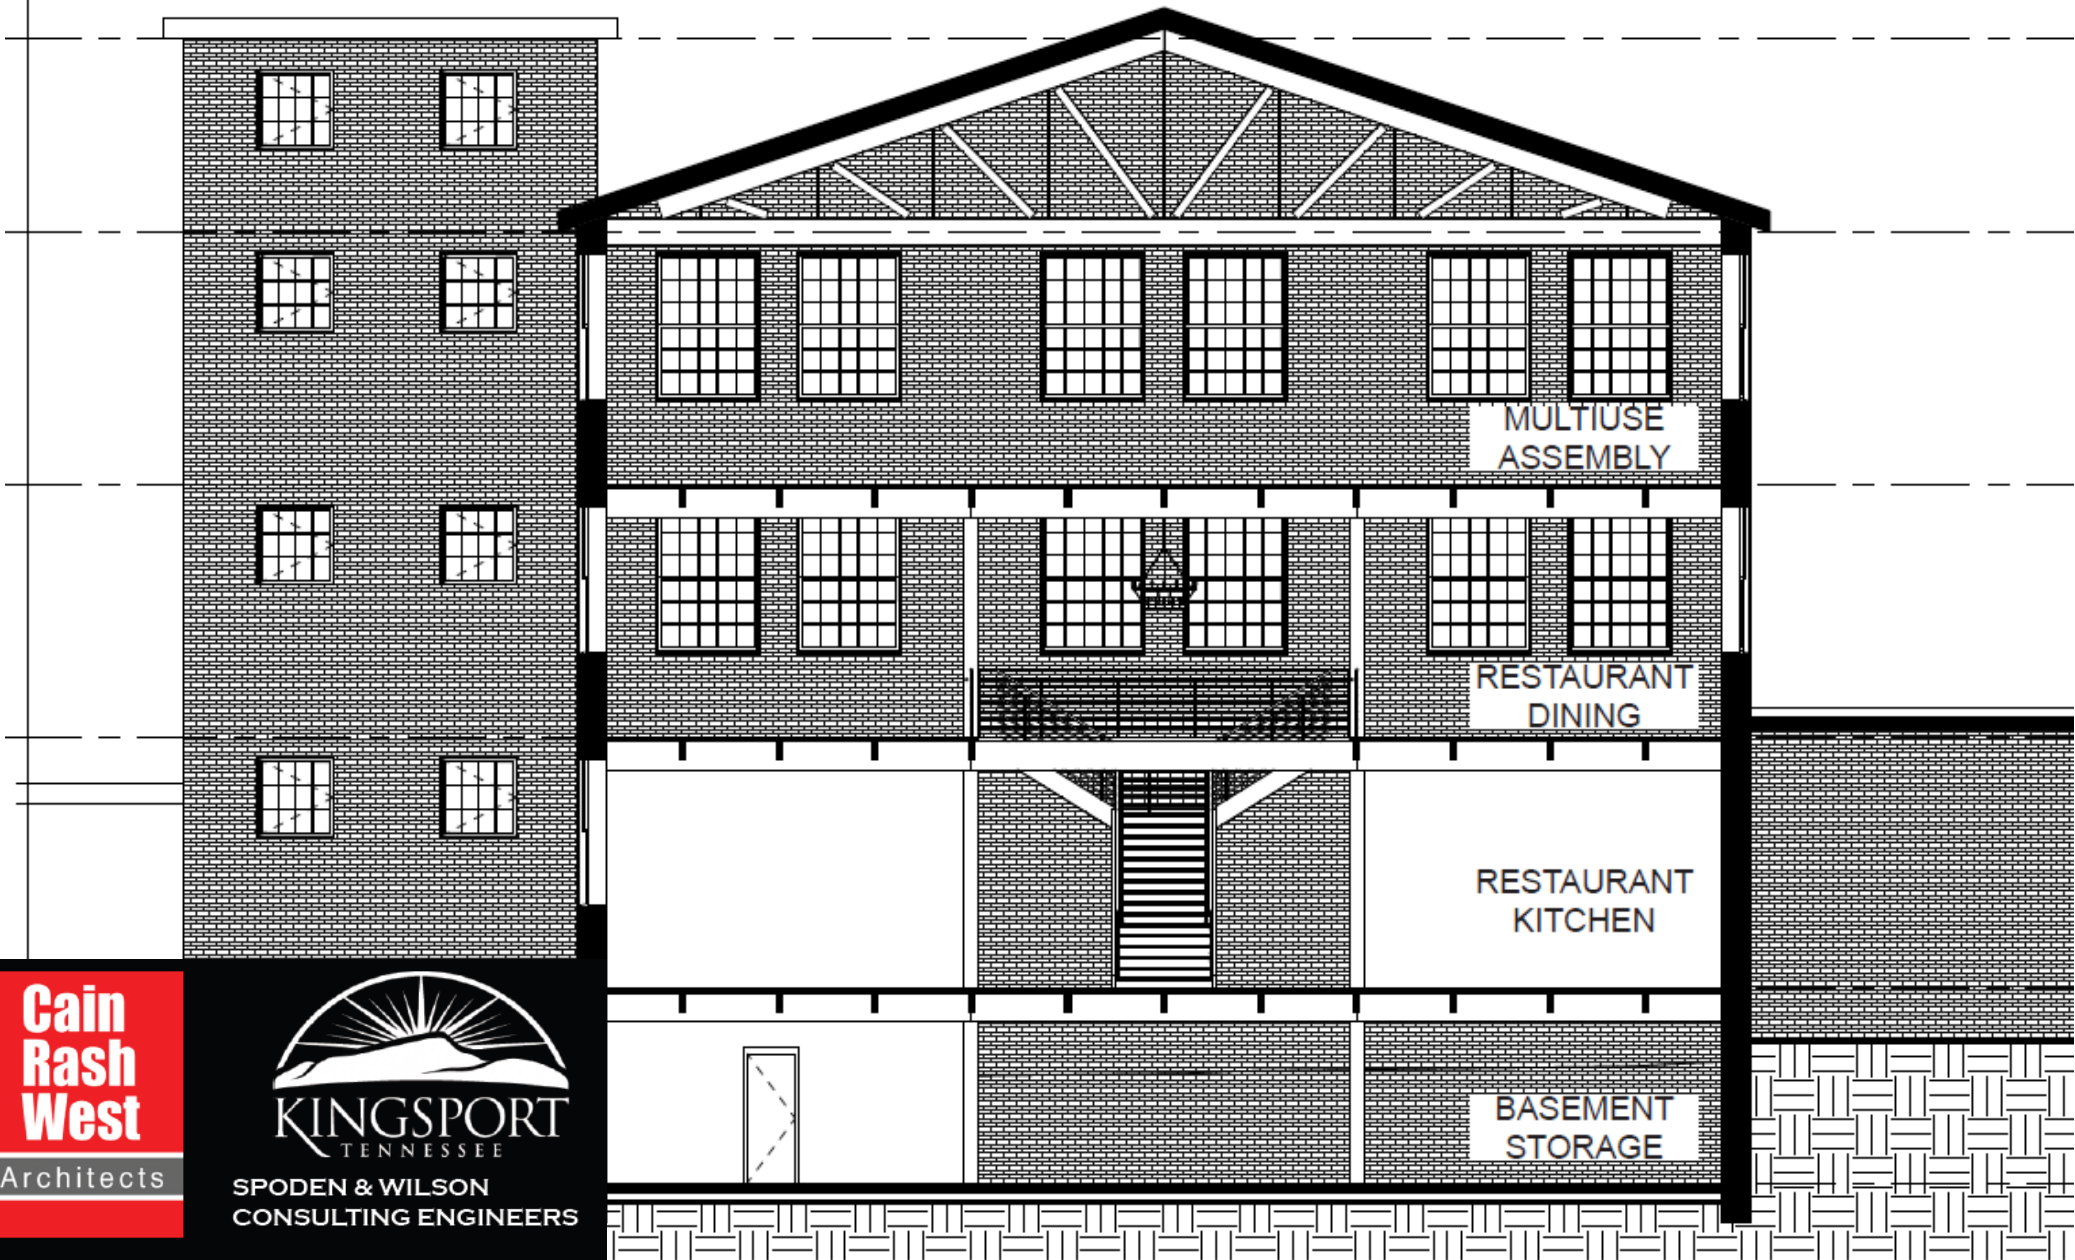 MULTIUSE
ASSEMBLY
RESTAURANT
DINING
RESTAURANT
KITCHEN
BASEMENT
STORAGE
Cain
Rash
West
Architects
KINGSPORT
TENNESSEE
SPODEN & WILSON
CONSULTING ENGINEERS